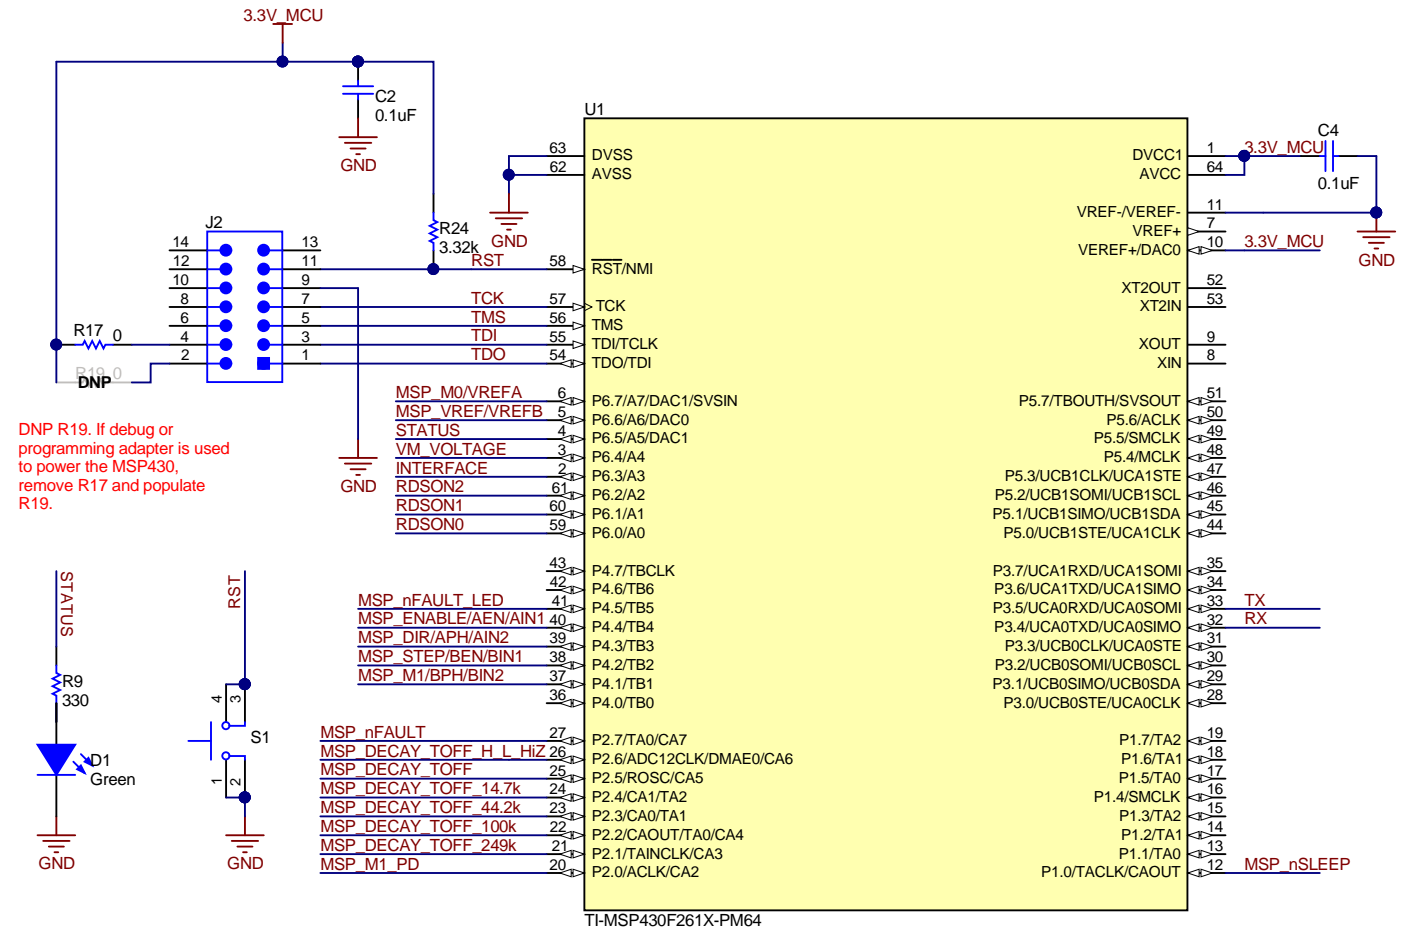 3.3V_MCU
C2
0.1uF
GND
R24
3.32k
J2
14 13
12 11
10 9
8 7
6 5
4 3
2 1
R17 0
R19 0
DNP
RST
TCK
TMS
TDI
TDO
GND
GND
DNP R19. If debug or
programming adapter is used
to power the MSP430,
remove R17 and populate
R19.
STATUS
R9
330
D1
Green
GND
RST
4 3
S1
1 2
GND
U1
63 DVSS
62 AVSS
58 RST/NMI
57 TCK
56 TMS
55 TDI/TCLK
54 TDO/TDI
MSP_M0/VREFA 6 P6.7/A7/DAC1/SVSIN
MSP_VREF/VREFB 5 P6.6/A6/DAC0
STATUS 4 P6.5/A5/DAC1
VM_VOLTAGE 3 P6.4/A4
INTERFACE 2 P6.3/A3
RDSON2 61 P6.2/A2
RDSON1 60 P6.1/A1
RDSON0 59 P6.0/A0
43 P4.7/TBCLK
42 P4.6/TB6
MSP_nFAULT_LED 41 P4.5/TB5
MSP_ENABLE/AEN/AIN1 40 P4.4/TB4
MSP_DIR/APH/AIN2 39 P4.3/TB3
MSP_STEP/BEN/BIN1 38 P4.2/TB2
MSP_M1/BPH/BIN2 37 P4.1/TB1
36 P4.0/TB0
MSP_nFAULT 27 P2.7/TA0/CA7
MSP_DECAY_TOFF_H_L_HiZ 26 P2.6/ADC12CLK/DMAE0/CA6
MSP_DECAY_TOFF 25 P2.5/ROSC/CA5
MSP_DECAY_TOFF_14.7k 24 P2.4/CA1/TA2
MSP_DECAY_TOFF_44.2k 23 P2.3/CA0/TA1
MSP_DECAY_TOFF_100k 22 P2.2/CAOUT/TA0/CA4
MSP_DECAY_TOFF_249k 21 P2.1/TAINCLK/CA3
MSP_M1_PD 20 P2.0/ACLK/CA2
DVCC1 1 3.3V_MCU
AVCC 64
C4
0.1uF
VREF-/VEREF- 11
VREF+ 7
VEREF+/DAC0 10 3.3V_MCU
GND
XT2OUT 52
XT2IN 53
XOUT 9
XIN 8
P5.7/TBOUTH/SVSOUT 51
P5.6/ACLK 50
P5.5/SMCLK 49
P5.4/MCLK 48
P5.3/UCB1CLK/UCA1STE 47
P5.2/UCB1SOMI/UCB1SCL 46
P5.1/UCB1SIMO/UCB1SDA 45
P5.0/UCB1STE/UCA1CLK 44
P3.7/UCA1RXD/UCA1SOMI 35
P3.6/UCA1TXD/UCA1SIMO 34
P3.5/UCA0RXD/UCA0SOMI 33 TX
P3.4/UCA0TXD/UCA0SIMO 32 RX
P3.3/UCB0CLK/UCA0STE 31
P3.2/UCB0SOMI/UCB0SCL 30
P3.1/UCB0SIMO/UCB0SDA 29
P3.0/UCB0STE/UCA0CLK 28
P1.7/TA2 19
P1.6/TA1 18
P1.5/TA0 17
P1.4/SMCLK 16
P1.3/TA2 15
P1.2/TA1 14
P1.1/TA0 13
P1.0/TACLK/CAOUT 12 MSP_nSLEEP
TI-MSP430F261X-PM64